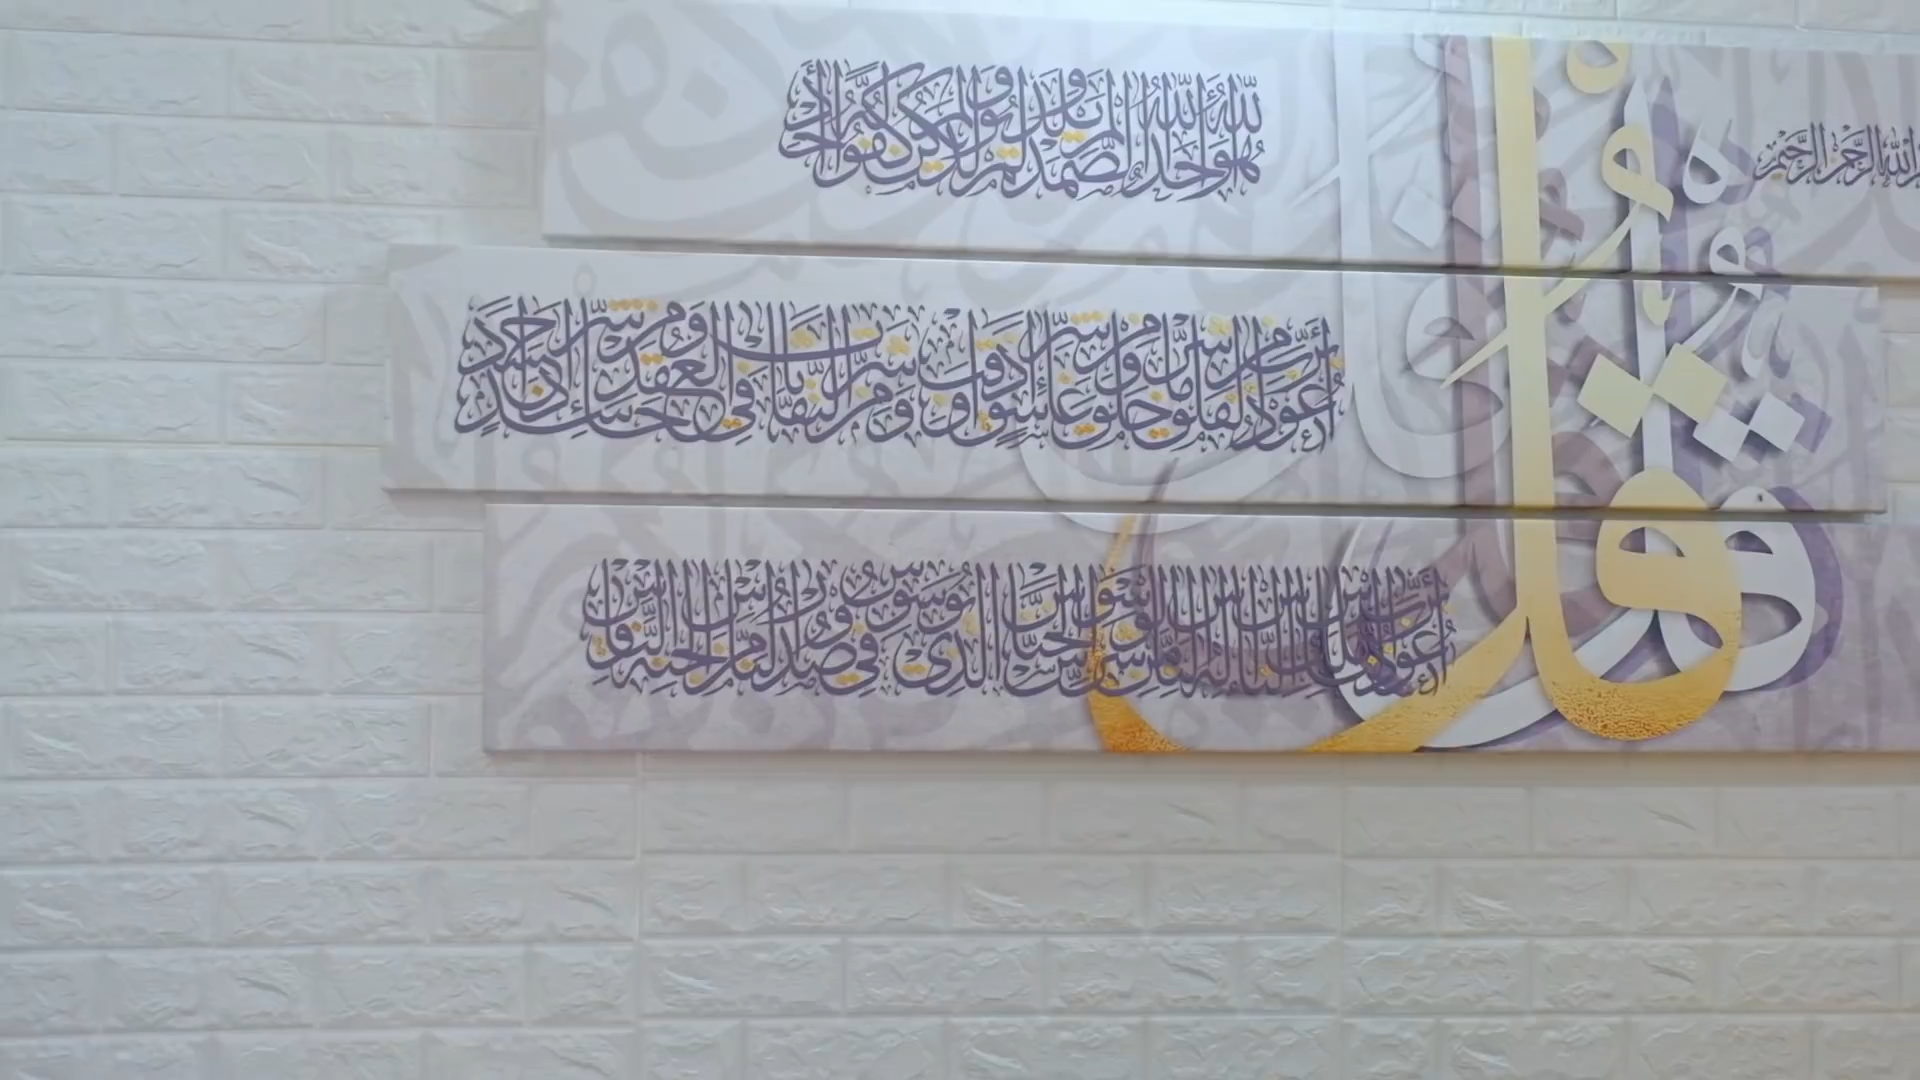 بسم الله الرحمن الرحيم
قل
هو الله أحد الله الصمد لم يلد ولم يولد ولم يكن له كفوا أحد
أعوذ برب الفلق من شر ما خلق ومن شر غاسق إذا وقب ومن شر النفاثات في العقد ومن شر حاسد إذا حسد
أعوذ برب الناس ملك الناس إله الناس من شر الوسواس الخناس الذي يوسوس في صدور الناس من الجنة والناس